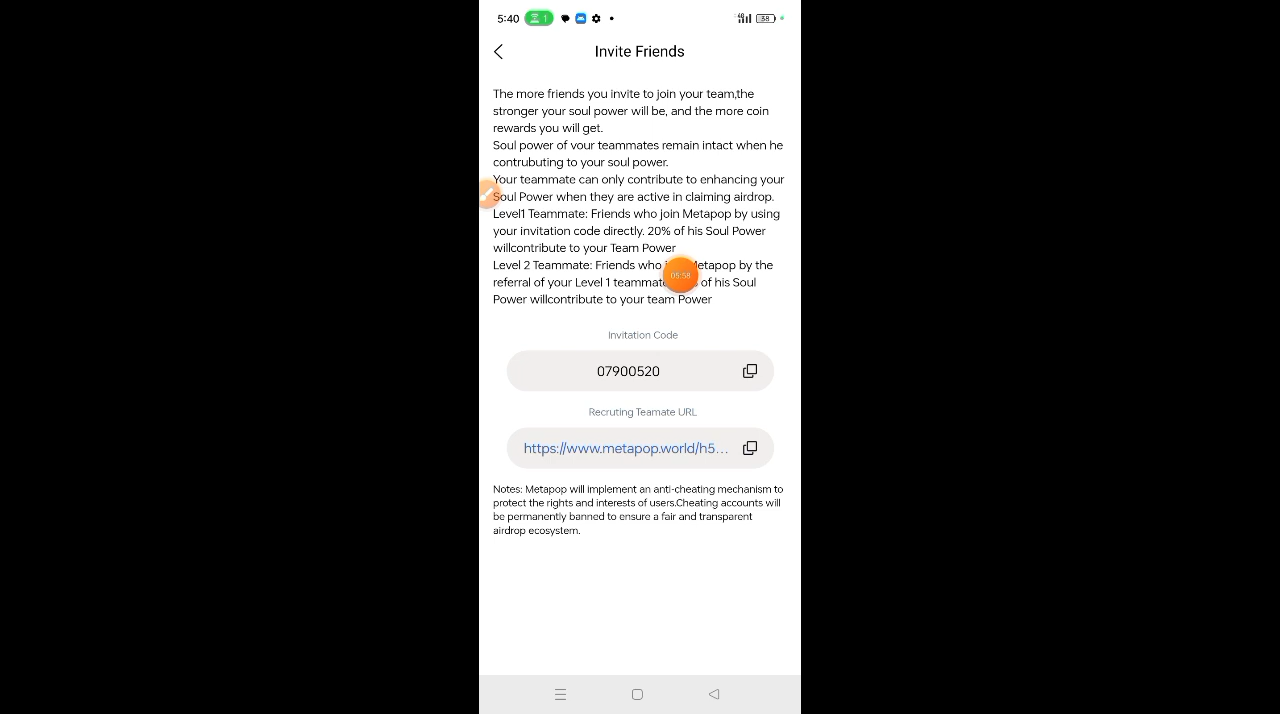 5:40
1
38
Invite Friends
The more friends you invite to join your team,the
stronger your soul power will be, and the more coin
rewards you will get.
Soul power of your teammates remain intact when he
contrubuting to your soul power.
Your teammate can only contribute to enhancing your
Soul Power when they are active in claiming airdrop.
Level1 Teammate: Friends who join Metapop by using
your invitation code directly. 20% of his Soul Power
willcontribute to your Team Power
Level 2 Teammate: Friends who Metapop by the
05:58
referral of your Level 1 of his Soul
Power willcontribute to your team Power
Invitation Code
07900520
Recruting Teamate URL
https://www.metapop.world/h5...
Notes: Metapop will implement an anti-cheating mechanism to
protect the rights and interests of users.Cheating accounts will
be permanently banned to ensure a fair and transparent
airdrop ecosystem.